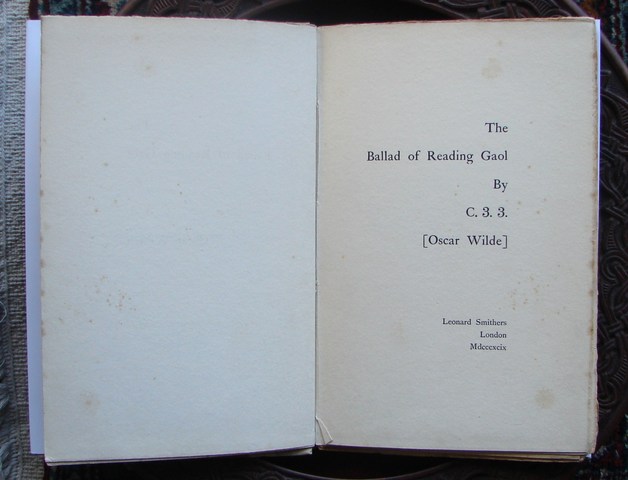 The
Ballad of Reading Gaol
By
C. 3. 3.
[Oscar Wilde]
Leonard Smithers
London
Mdcccxcix